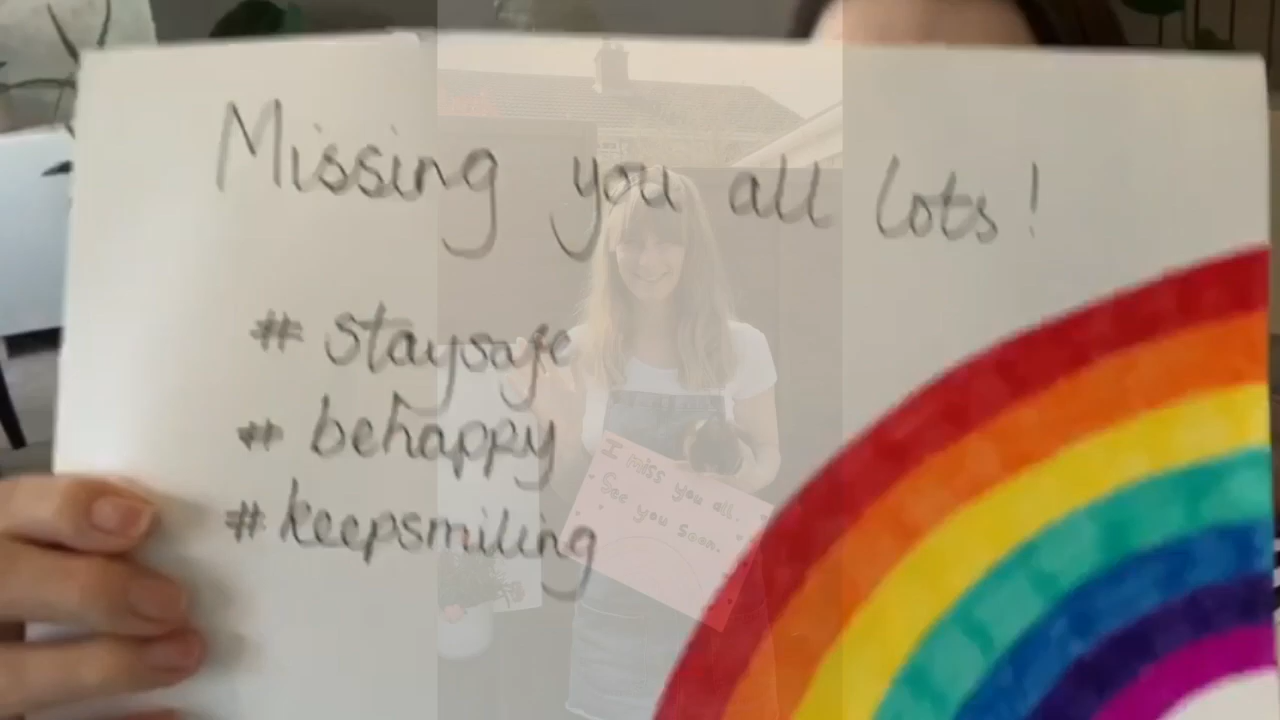 Missing you all lots!
# staysafe
# behappy
# keepsmiling
I miss you all.
See you soon.